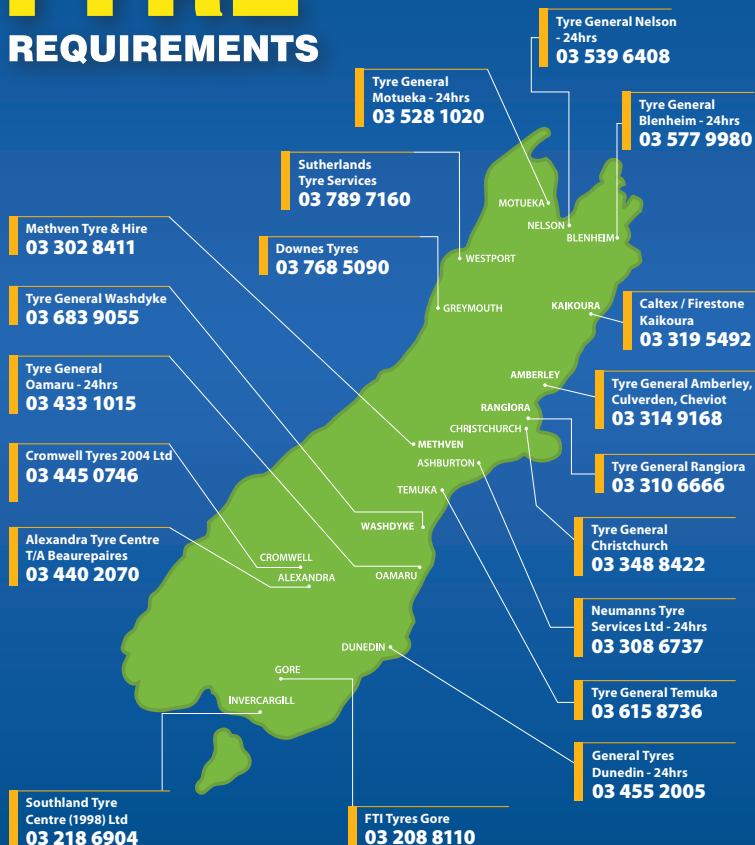 REQUIREMENTS
Tyre General Nelson
- 24hrs
03 539 6408
Tyre General
Motueka - 24hrs
03 528 1020
Tyre General
Blenheim - 24hrs
03 577 9980
Sutherlands
Tyre Services
03 789 7160
Methven Tyre & Hire
03 302 8411
Downes Tyres
03 768 5090
Tyre General Washdyke
03 683 9055
Caltex / Firestone
Kaikoura
03 319 5492
Tyre General
Oamaru - 24hrs
03 433 1015
Tyre General Amberley,
Culverden, Cheviot
03 314 9168
Cromwell Tyres 2004 Ltd
03 445 0746
Tyre General Rangiora
03 310 6666
Alexandra Tyre Centre
T/A Beaurepaires
03 440 2070
Tyre General
Christchurch
03 348 8422
Neumanns Tyre
Services Ltd - 24hrs
03 308 6737
Tyre General Temuka
03 615 8736
General Tyres
Dunedin - 24hrs
03 455 2005
Southland Tyre
Centre (1998) Ltd
03 218 6904
FTI Tyres Gore
03 208 8110
MOTUEKA
NELSON
BLENHEIM
WESTPORT
GREYMOUTH
KAIKOURA
AMBERLEY
RANGIORA
CHRISTCHURCH
METHVEN
ASHBURTON
TEMUKA
WASHDYKE
CROMWELL
ALEXANDRA
OAMARU
DUNEDIN
GORE
INVERCARGILL